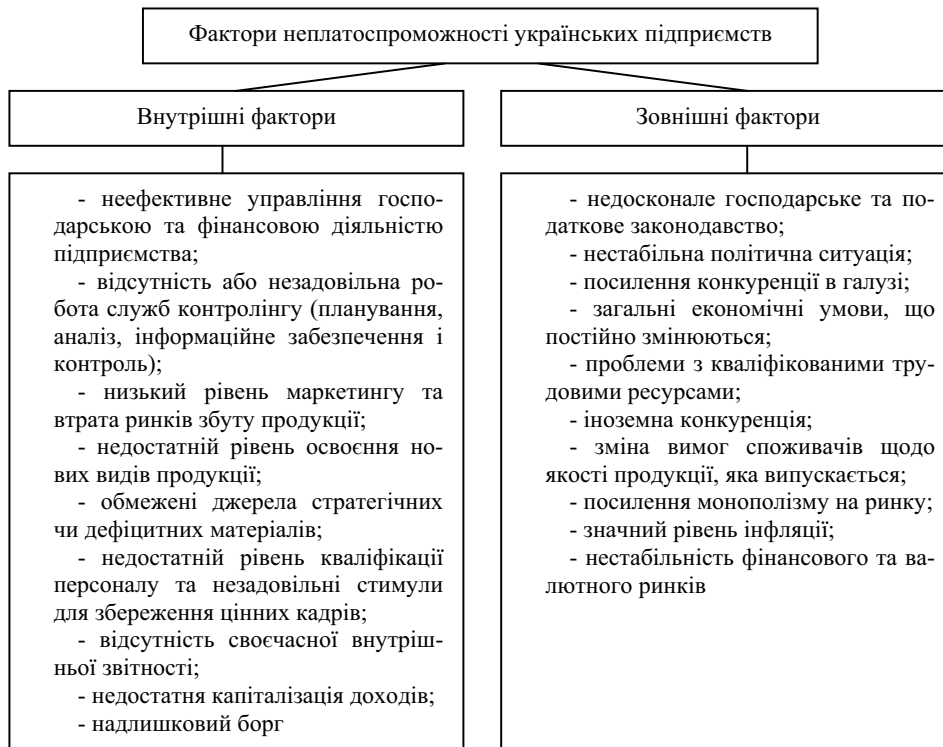 Фактори неплатоспроможності українських підприємств
Внутрішні фактори
- неефективне управління госпо-
дарською та фінансовою діяльністю
підприємства;
- відсутність або незадовільна ро-
бота служб контролінгу (планування,
аналіз, інформаційне забезпечення і
контроль);
- низький рівень маркетингу та
втрата ринків збуту продукції;
- недостатній рівень освоєння но-
вих видів продукції;
- обмежені джерела стратегічних
чи дефіцитних матеріалів;
- недостатній рівень кваліфікації
персоналу та незадовільні стимули
для збереження цінних кадрів;
- відсутність своєчасної внутріш-
ньої звітності;
- недостатня капіталізація доходів;
- надлишковий борг
Зовнішні фактори
- недосконале господарське та по-
даткове законодавство;
- нестабільна політична ситуація;
- посилення конкуренції в галузі;
- загальні економічні умови, що
постійно змінюються;
- проблеми з кваліфікованими тру-
довими ресурсами;
- іноземна конкуренція;
- зміна вимог споживачів щодо
якості продукції, яка випускається;
- посилення монополізму на ринку;
- значний рівень інфляції;
- нестабільність фінансового та ва-
лютного ринків